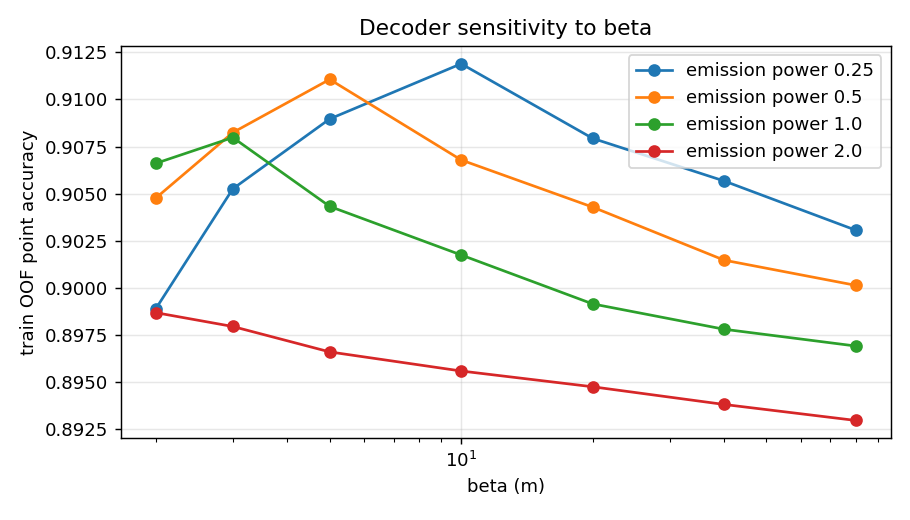 Decoder sensitivity to beta
train OOF point accuracy
0.9125
0.9100
0.9075
0.9050
0.9025
0.9000
0.8975
0.8950
0.8925
emission power 0.25
emission power 0.5
emission power 1.0
emission power 2.0
10¹
beta (m)